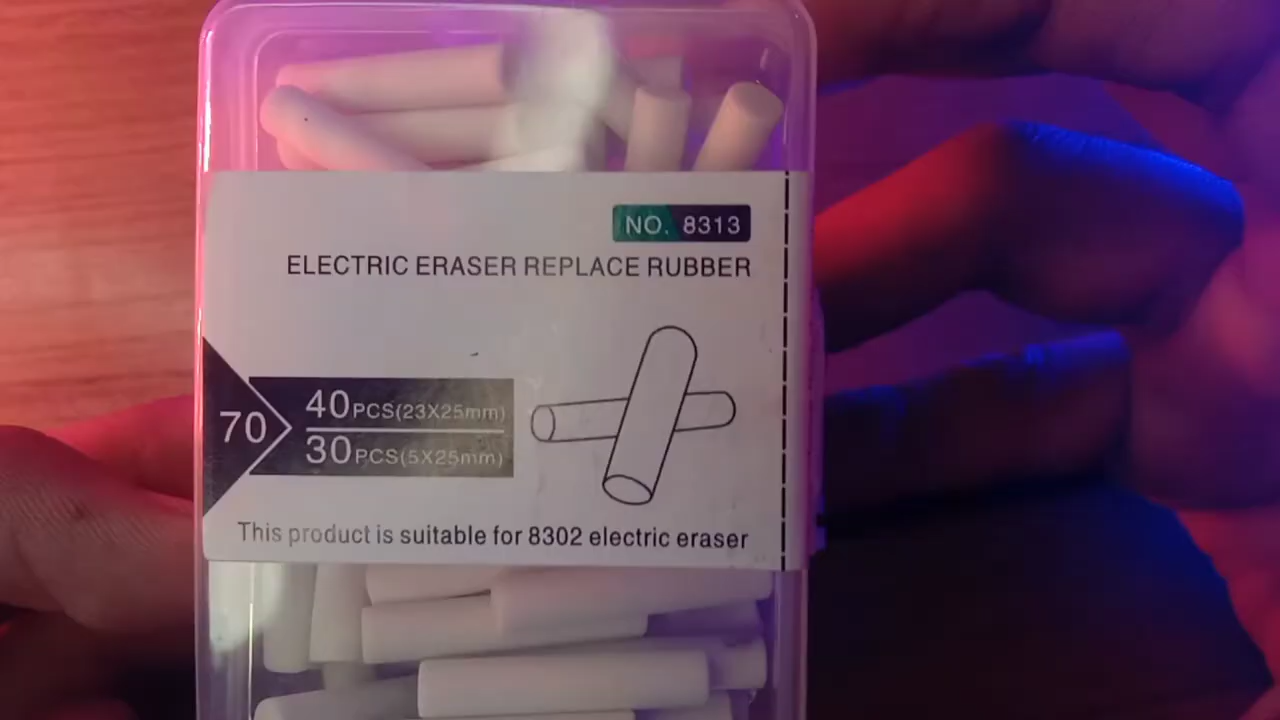 NO. 8313
ELECTRIC ERASER REPLACE RUBBER
70
40PCS(23X25mm)
30PCS(5X25mm)
This product is suitable for 8302 electric eraser